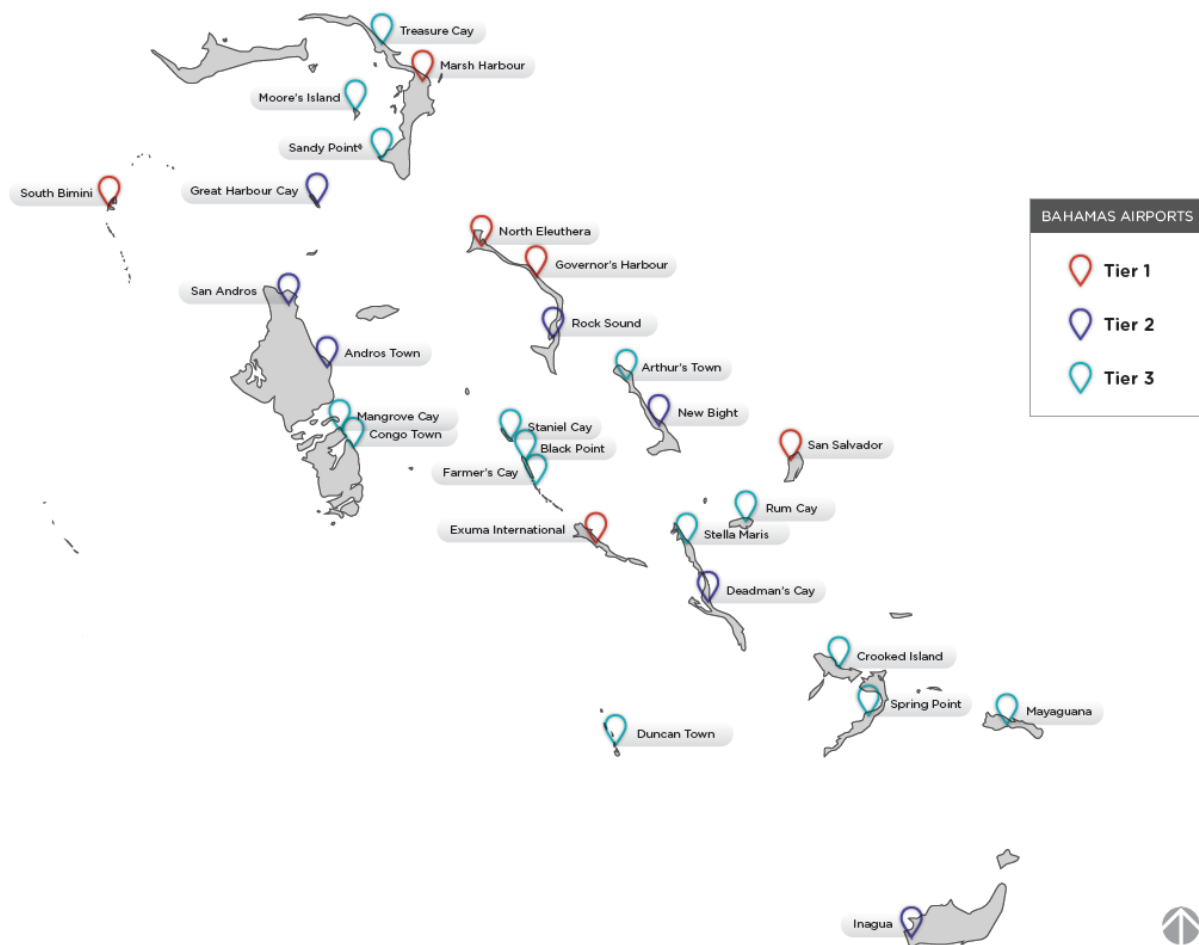 Treasure Cay
Marsh Harbour
Moore's Island
Sandy Point
South Bimini
Great Harbour Cay
North Eleuthera
Governor's Harbour
San Andros
Rock Sound
Andros Town
Arthur's Town
Mangrove Cay
Congo Town
New Bight
Staniel Cay
Black Point
Farmer's Cay
San Salvador
Rum Cay
Exuma International
Stella Maris
Deadman's Cay
Crooked Island
Spring Point
Mayaguana
Duncan Town
Inagua
BAHAMAS AIRPORTS
Tier 1
Tier 2
Tier 3